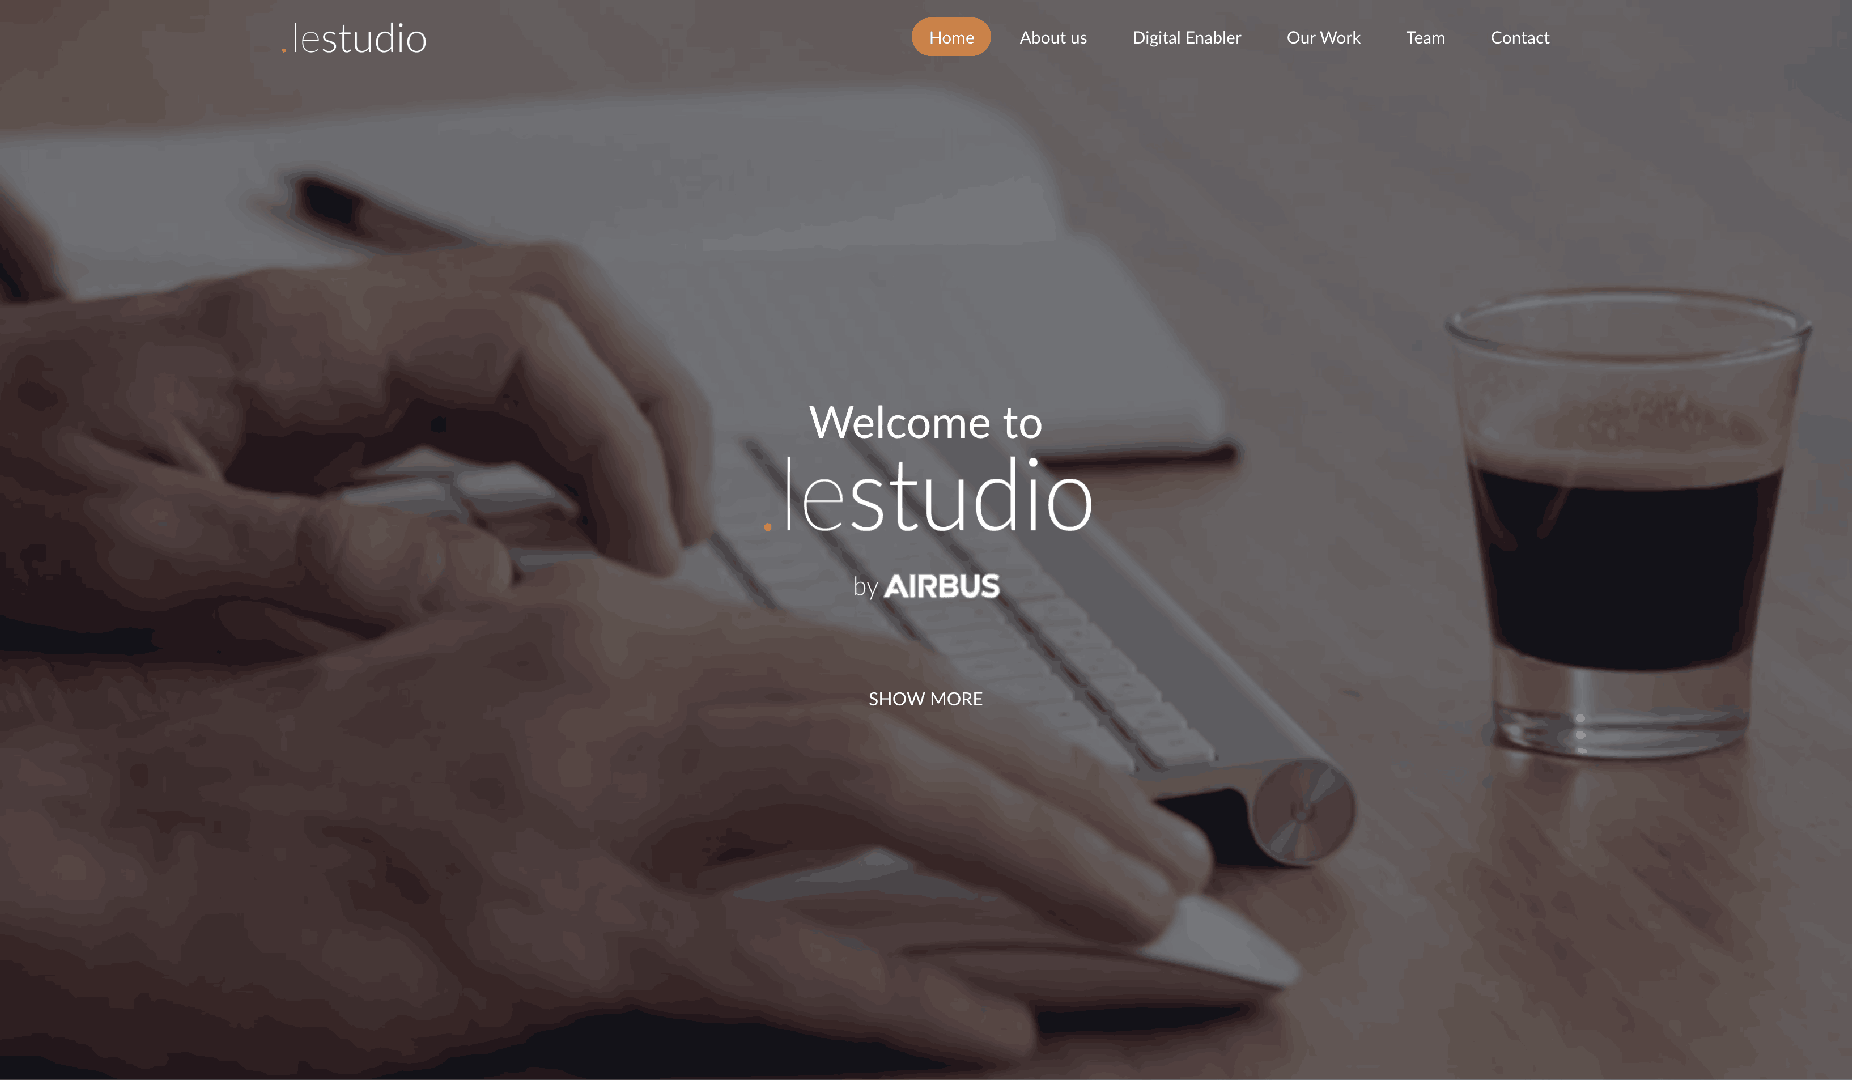 .lestudio
Home About us Digital Enabler Our Work Team Contact
Welcome to
.lestudio
by AIRBUS
SHOW MORE